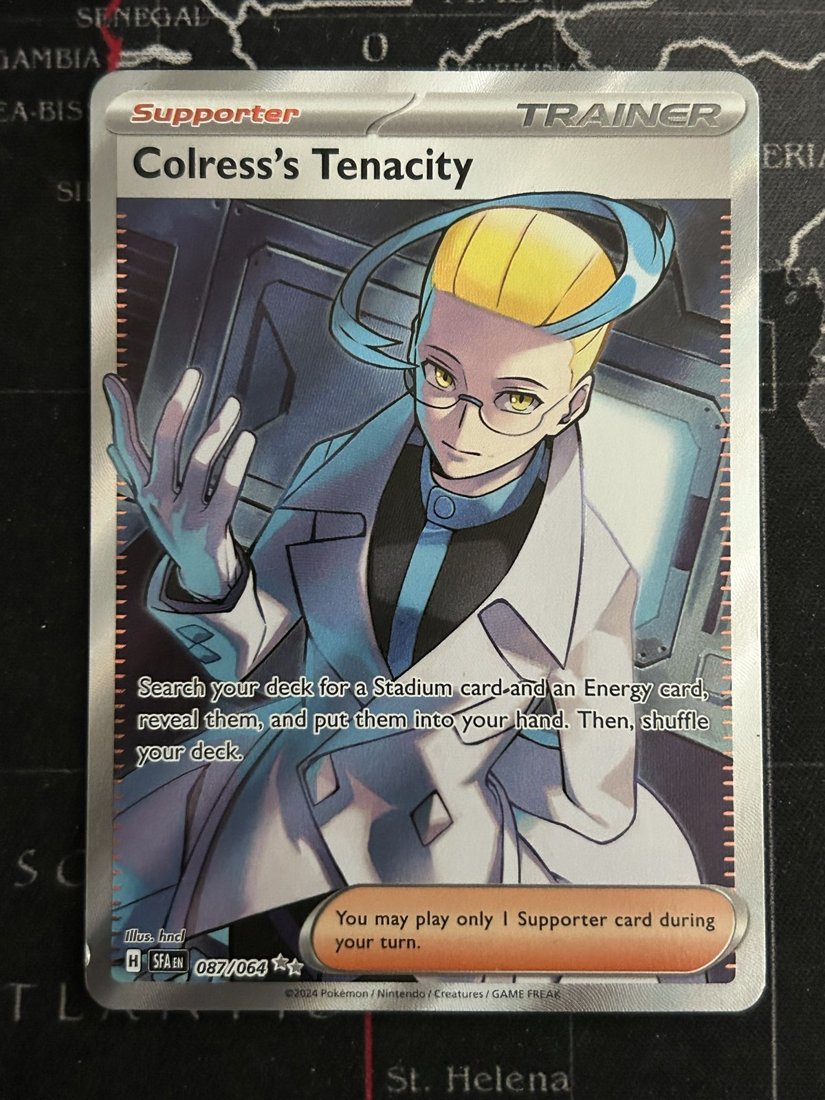 SENEGAL
GAMBIA
0
Supporter
TRAINER
Colress's Tenacity
Search your deck for a Stadium card and an Energy card,
reveal them, and put them into your hand. Then, shuffle
your deck.
You may play only 1 Supporter card during
your turn.
Illus. hncl
H SFA EN 087/064
©2024 Pokémon / Nintendo / Creatures / GAME FREAK
St. Helena